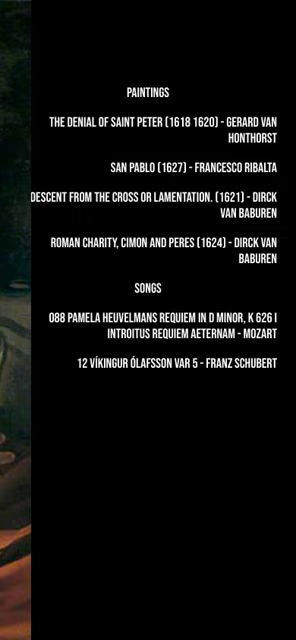 PAINTINGS
THE DENIAL OF SAINT PETER (1618 1620) - GERARD VAN
HONTHORST
SAN PABLO (1627) - FRANCESCO RIBALTA
DESCENT FROM THE CROSS OR LAMENTATION. (1621) - DIRCK
VAN BABUREN
ROMAN CHARITY, CIMON AND PERES (1624) - DIRCK VAN
BABUREN
SONGS
088 PAMELA HEUVELMANS REQUIEM IN D MINOR, K 626 I
INTROITUS REQUIEM AETERNAM - MOZART
12 VÍKINGUR ÓLAFSSON VAR 5 - FRANZ SCHUBERT